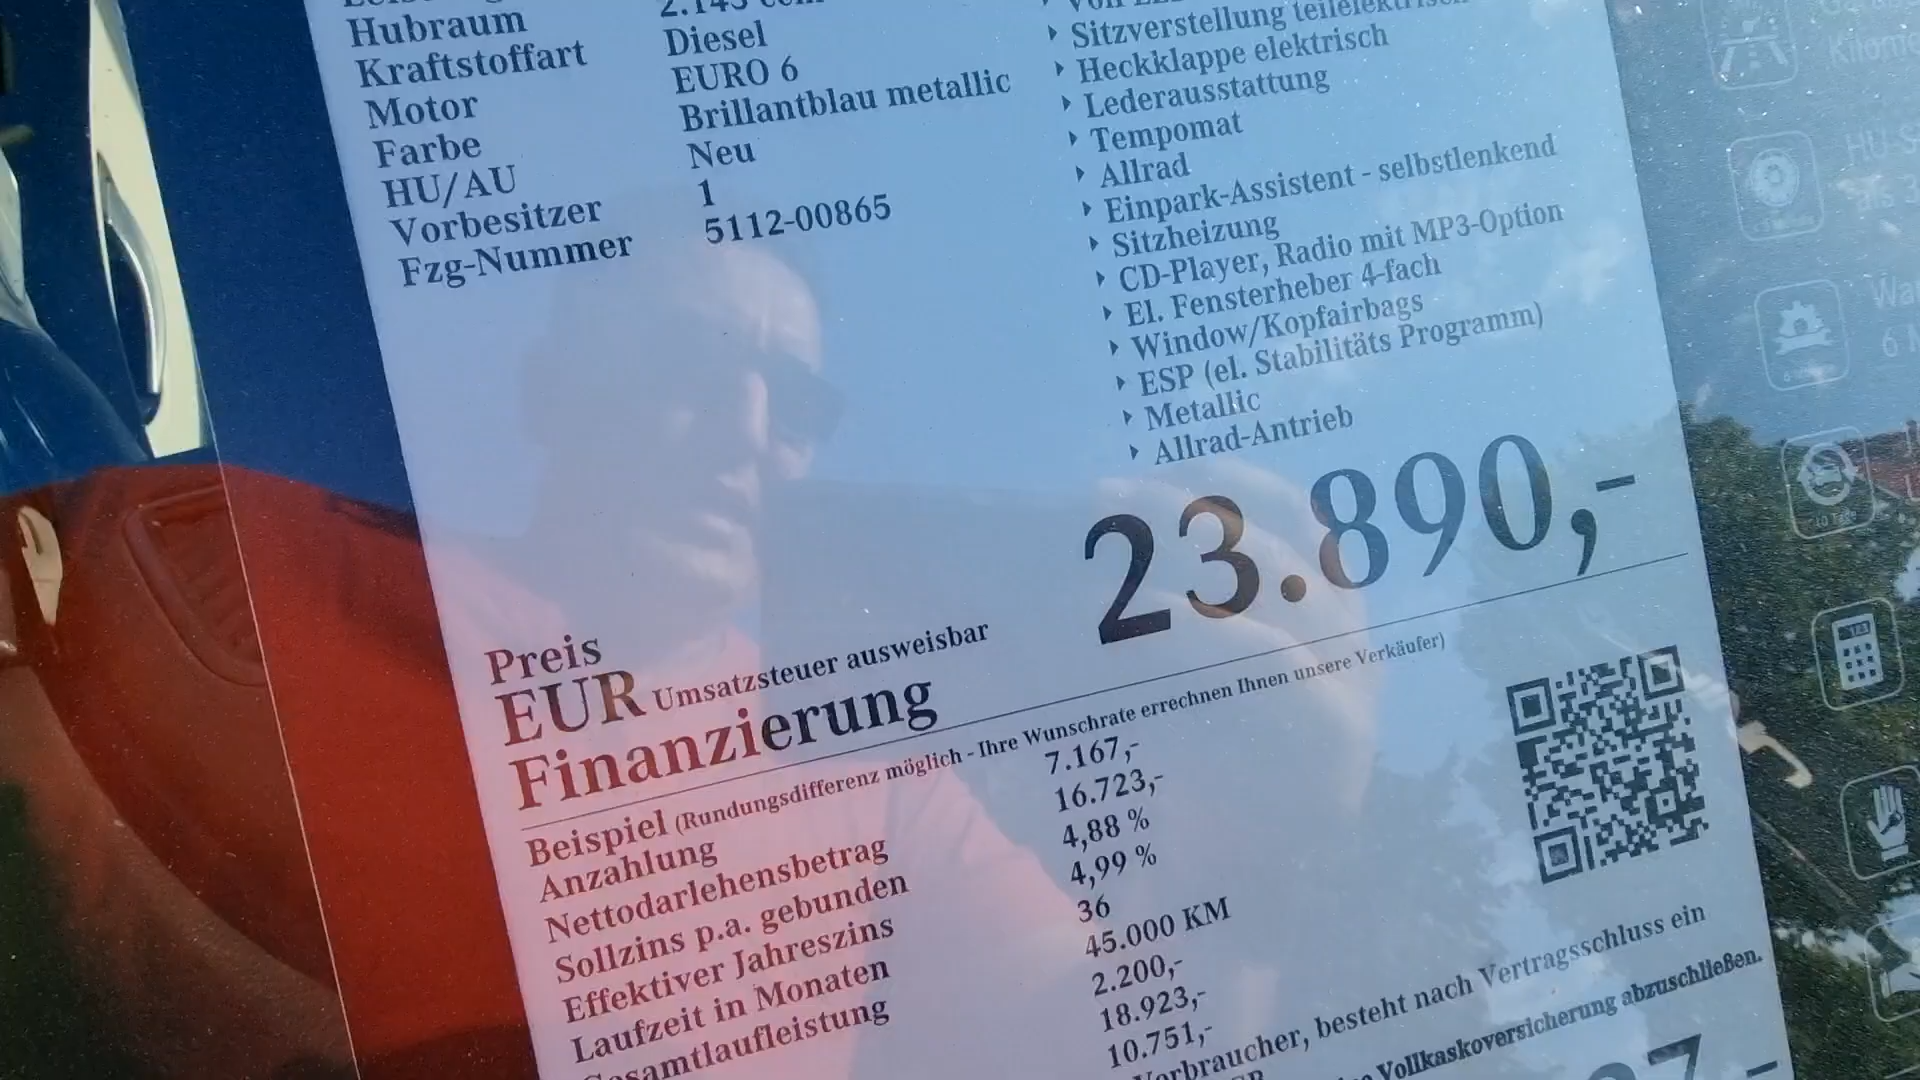 Hubraum
Kraftstoffart Diesel
Motor EURO 6
Farbe Brillantblau metallic
HU/AU Neu
Vorbesitzer 1
Fzg-Nummer 5112-00865
Sitzverstellung teilelektrisch
Heckklappe elektrisch
Lederausstattung
Tempomat
Allrad
Einpark-Assistent - selbstlenkend
Sitzheizung
CD-Player, Radio mit MP3-Option
El. Fensterheber 4-fach
Window/Kopfairbags
ESP (el. Stabilitäts Programm)
Metallic
Allrad-Antrieb
Preis
EUR Umsatzsteuer ausweisbar 23.890,-
Finanzierung
Beispiel (Rundungsdifferenz möglich - Ihre Wunschrate errechnen Ihnen unsere Verkäufer)
Anzahlung 7.167,-
Nettodarlehensbetrag 16.723,-
Sollzins p.a. gebunden 4,88 %
Effektiver Jahreszins 4,99 %
Laufzeit in Monaten 36
samtlaufleistung 45.000 KM
2.200,-
18.923,-
10.751,-
Verbraucher, besteht nach Vertragsschluss ein
Vollkaskoversicherung abzuschließen.